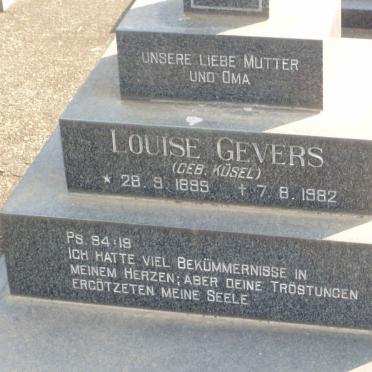 UNSERE LIEBE MUTTER
UND OMA
LOUISE GEVERS
(GEB. KÜSEL)
* 28. 9. 1899 + 7. 8. 1982
PS. 94:19
ICH HATTE VIEL BEKÜMMERNISSE IN
MEINEM HERZEN; ABER DEINE TRÖSTUNGEN
ERGÖTZETEN MEINE SEELE